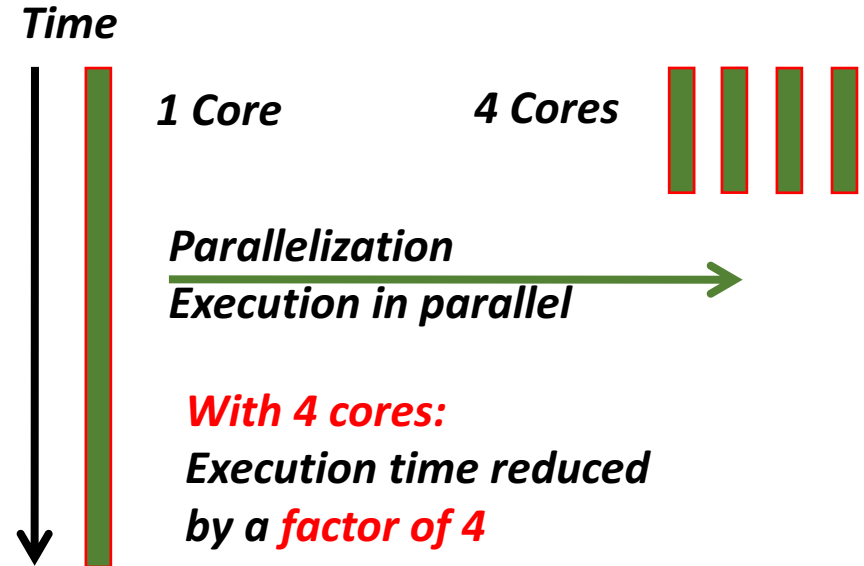 Time
1 Core
4 Cores
Parallelization
Execution in parallel
With 4 cores:
Execution time reduced
by a factor of 4